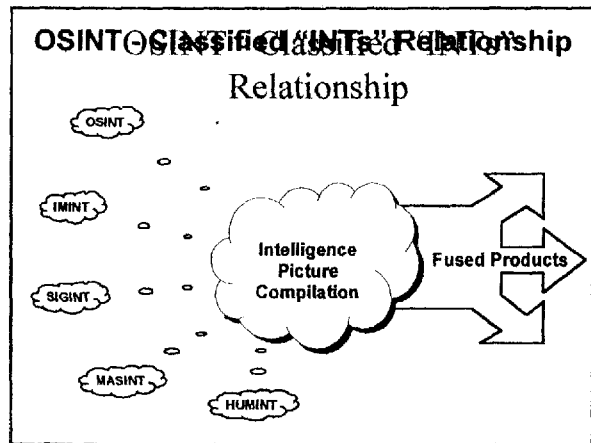 OSINT - Classified "INTs" Relationship
OSINT - Classified "INTs"
Relationship
OSINT
IMINT
SIGINT
MASINT
HUMINT
Intelligence
Picture
Compilation
Fused Products